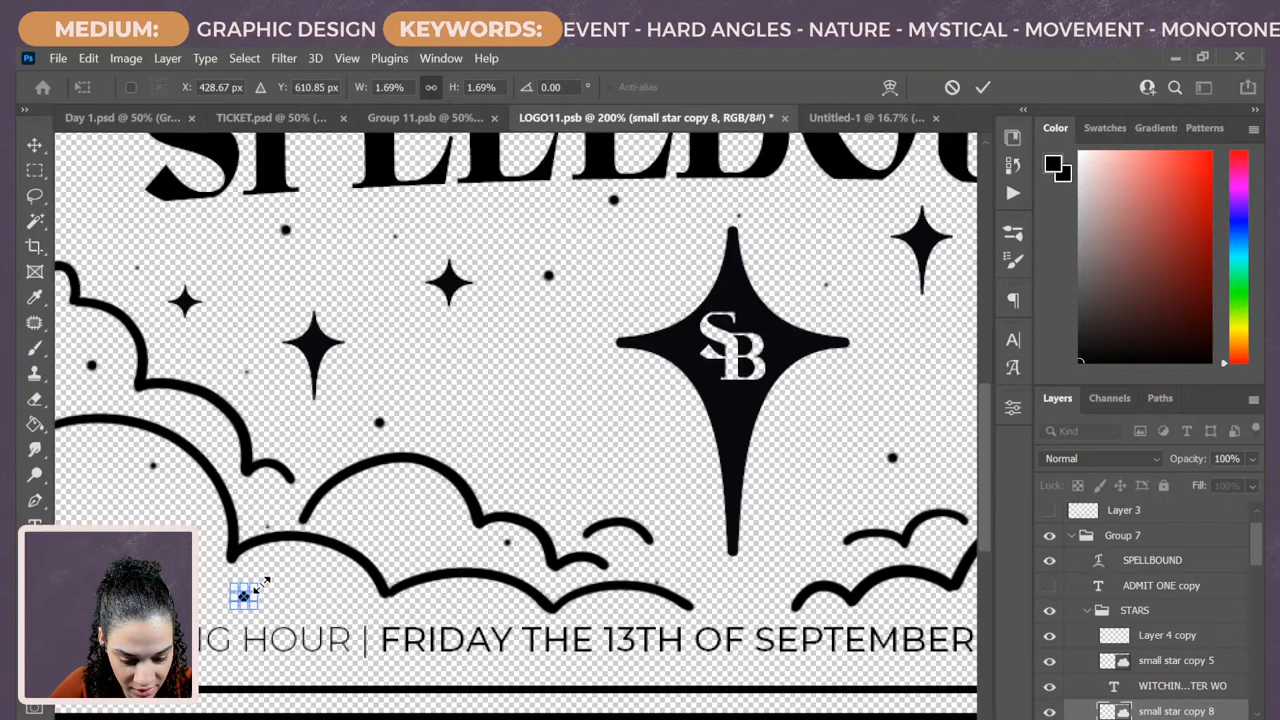 MEDIUM: GRAPHIC DESIGN KEYWORDS: EVENT - HARD ANGLES - NATURE - MYSTICAL - MOVEMENT - MONOTONE
Ps File Edit Image Layer Type Select Filter 3D View Plugins Window Help
X: 428.67 px Y: 610.85 px W: 1.69% H: 1.69% 0.00 ° Anti-alias
Day 1.psd @ 50% (Gr... × TICKET.psd @ 50% (... × Group 11.psb @ 50%... × LOGO11.psb @ 200% (small star copy 8, RGB/8#) * × Untitled-1 @ 16.7% (... ×
Color Swatches Gradients Patterns
SPELLBOU
SB
Layers Channels Paths
Kind
Normal Opacity: 100%
Lock: Fill: 100%
Layer 3
Group 7
SPELLBOUND
ADMIT ONE copy
STARS
Layer 4 copy
small star copy 5
WITCHIN...TER WO
small star copy 8
NG HOUR | FRIDAY THE 13TH OF SEPTEMBER